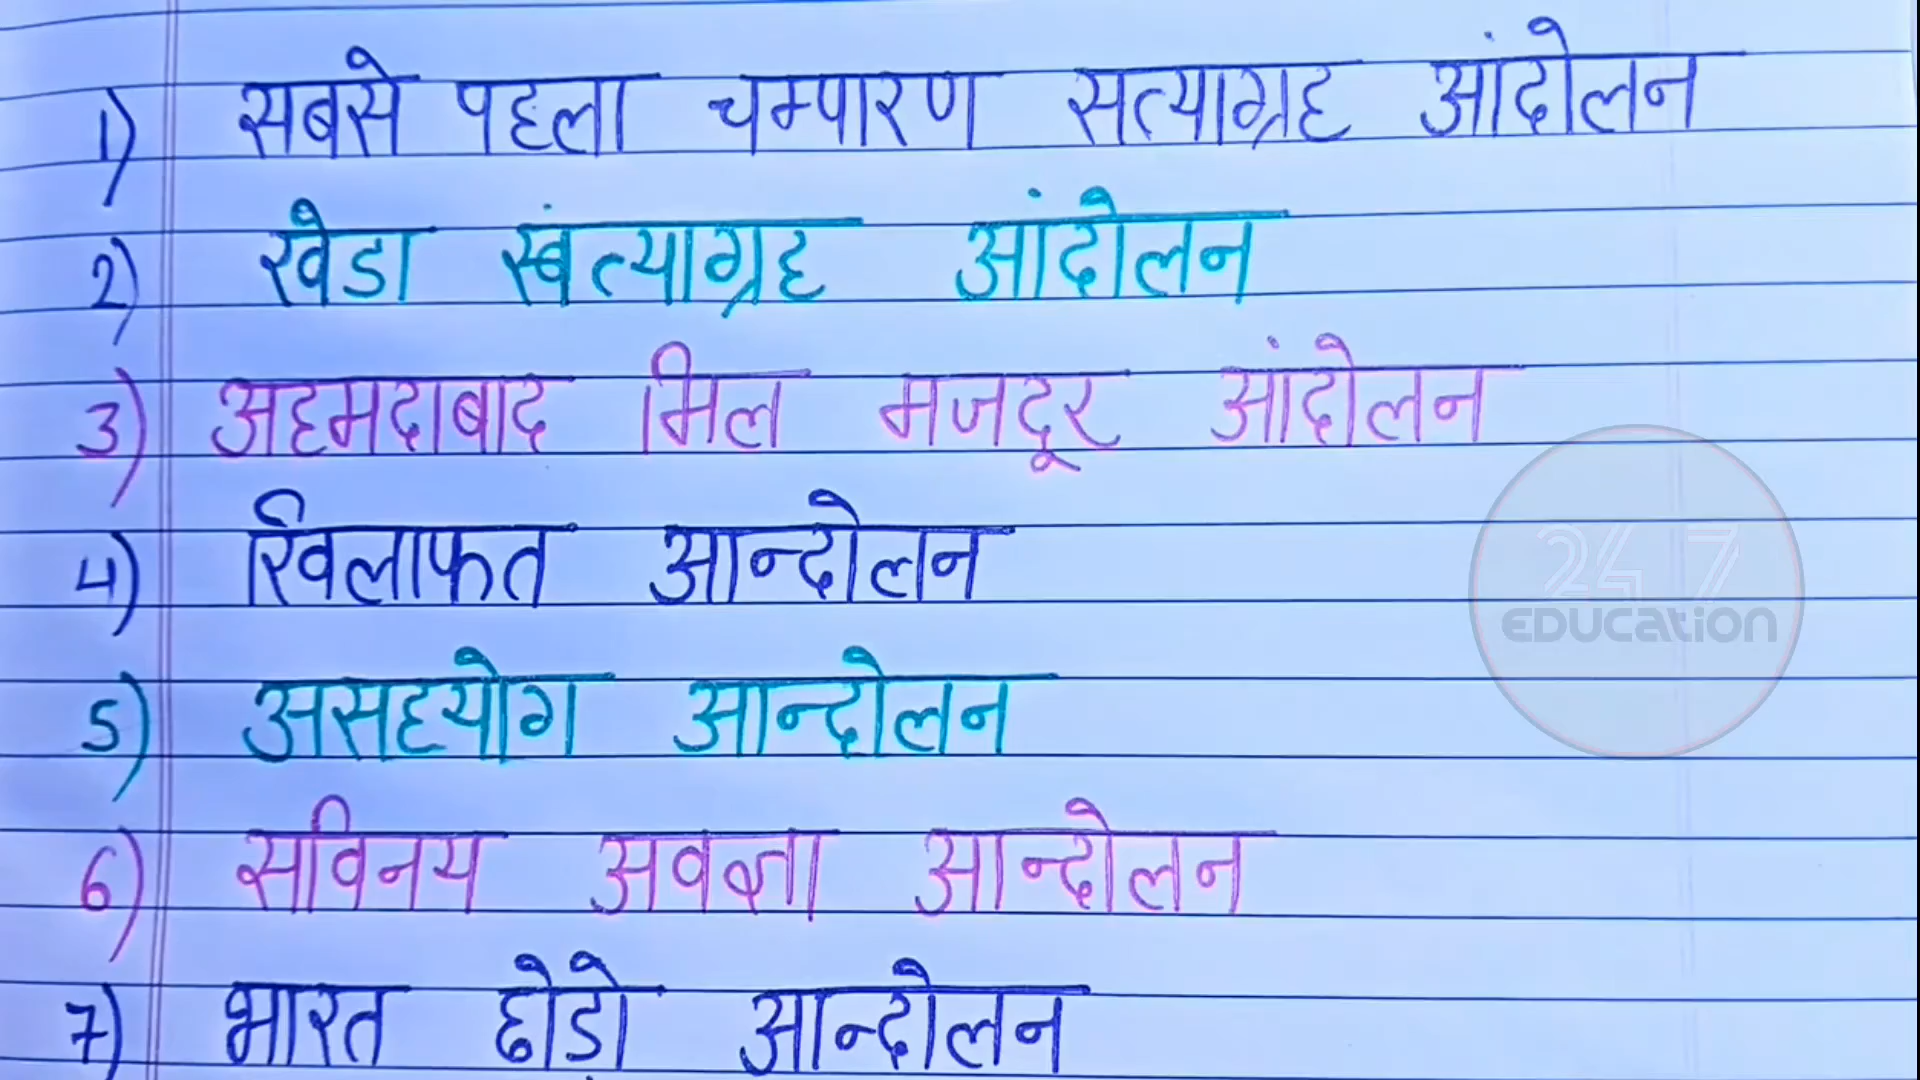 1) सबसे पहला चम्पारण सत्याग्रह आंदोलन
2) खेडा संत्याग्रह आंदोलन
3) अहमदाबाद मिल मजदूर आंदोलन
4) खिलाफत आन्दोलन
24 7
EDUCATION
5) असहयोग आन्दोलन
6) सविनय अवज्ञा आन्दोलन
7) भारत छोड़ो आन्दोलन